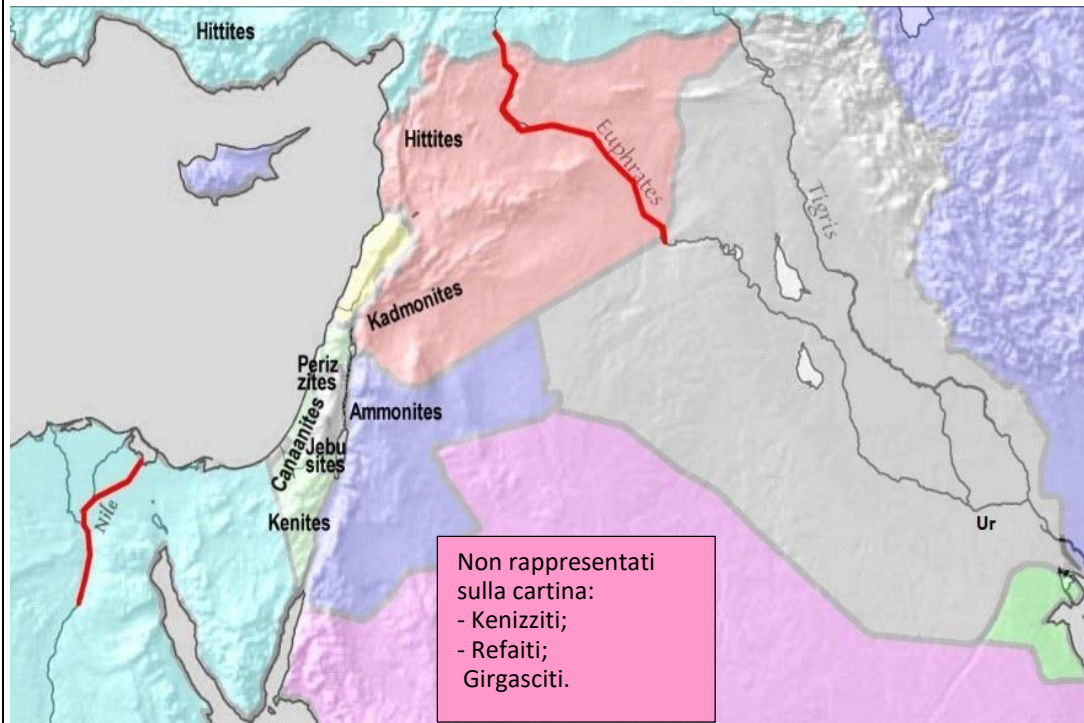 Hittites
Hittites
Euphrates
Tigris
Kadmonites
Periz
zites
Ammonites
Canaanites
Jebu
sites
Nile
Kenites
Ur
Non rappresentati
sulla cartina:
- Kenizziti;
- Refaiti;
Girgasciti.